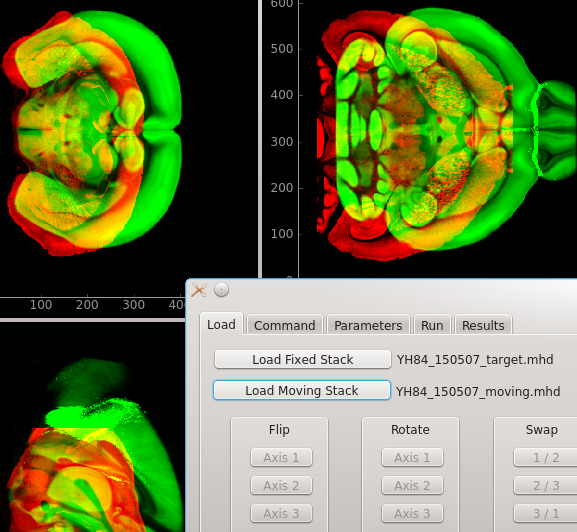 600
500
400
300
200
100
0
100 200 300 400
Load Command Parameters Run Results
Load Fixed Stack YH84_150507_target.mhd
Load Moving Stack YH84_150507_moving.mhd
Flip Rotate Swap
Axis 1 Axis 1 1 / 2
Axis 2 Axis 2 2 / 3
Axis 3 Axis 3 3 / 1